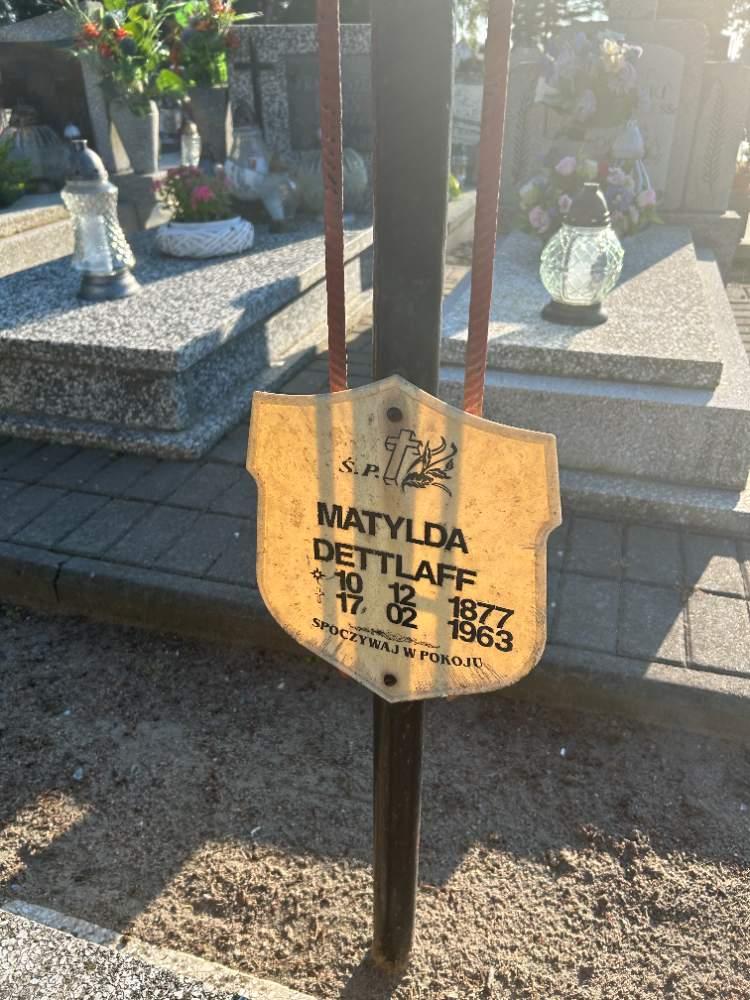 Ś.P.
MATYLDA
DETTLAFF
* 10 12 1877
17 02 1963
SPOCZYWAJ W POKOJU